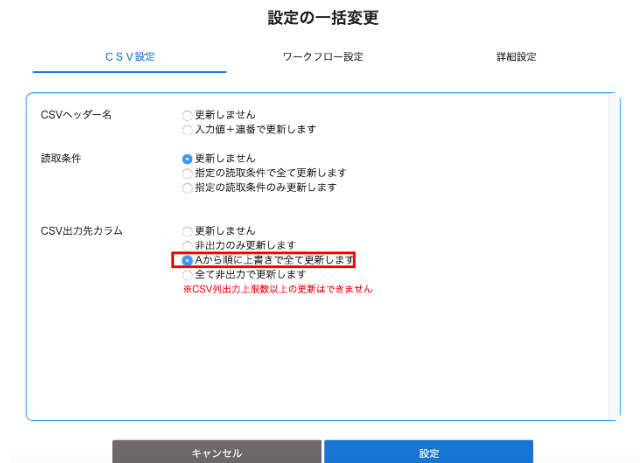 設定の一括変更
CSV設定
ワークフロー設定
詳細設定
CSVヘッダー名
更新しません
入力値＋連番で更新します
読取条件
更新しません
指定の読取条件で全て更新します
指定の読取条件のみ更新します
CSV出力先カラム
更新しません
非出力のみ更新します
Aから順に上書きで全て更新します
全て非出力で更新します
※CSV列出力上限数以上の更新はできません
キャンセル
設定